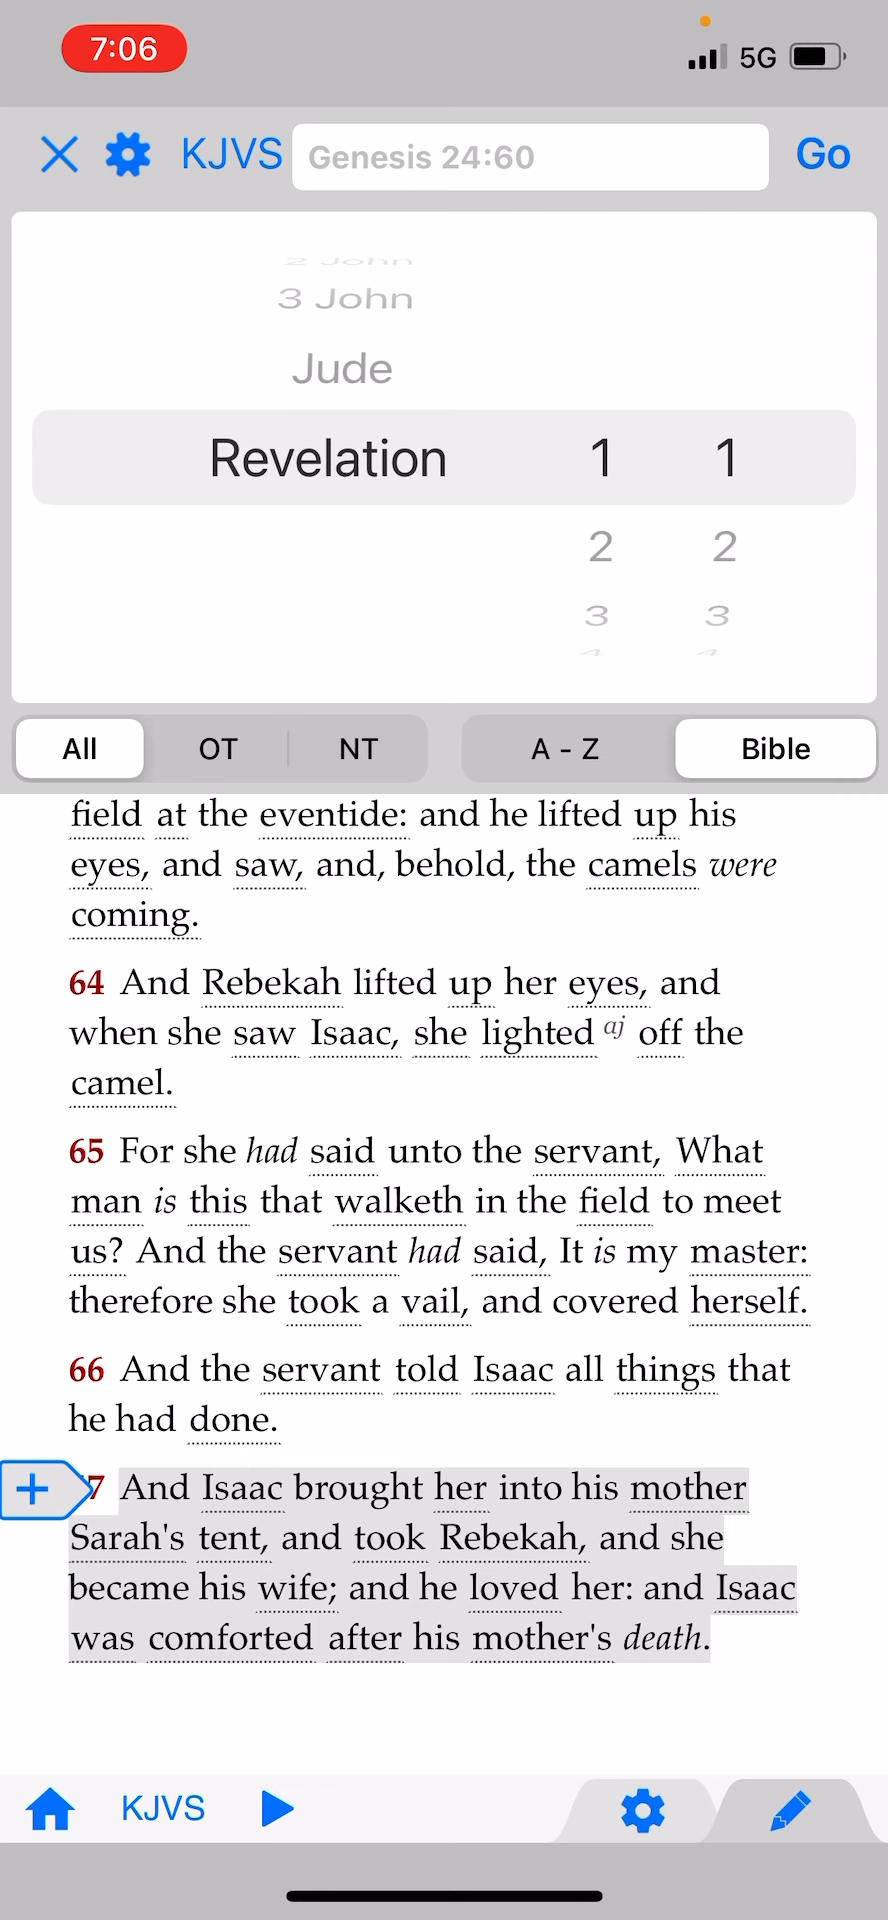 7:06
5G
KJVS Genesis 24:60 Go
2 John
3 John
Jude
Revelation 1 1
2 2
3 3
4 4
All OT NT A - Z Bible
field at the eventide: and he lifted up his
eyes, and saw, and, behold, the camels were
coming.
64 And Rebekah lifted up her eyes, and
when she saw Isaac, she lighted aj off the
camel.
65 For she had said unto the servant, What
man is this that walketh in the field to meet
us? And the servant had said, It is my master:
therefore she took a vail, and covered herself.
66 And the servant told Isaac all things that
he had done.
7 And Isaac brought her into his mother
Sarah's tent, and took Rebekah, and she
became his wife; and he loved her: and Isaac
was comforted after his mother's death.
KJVS